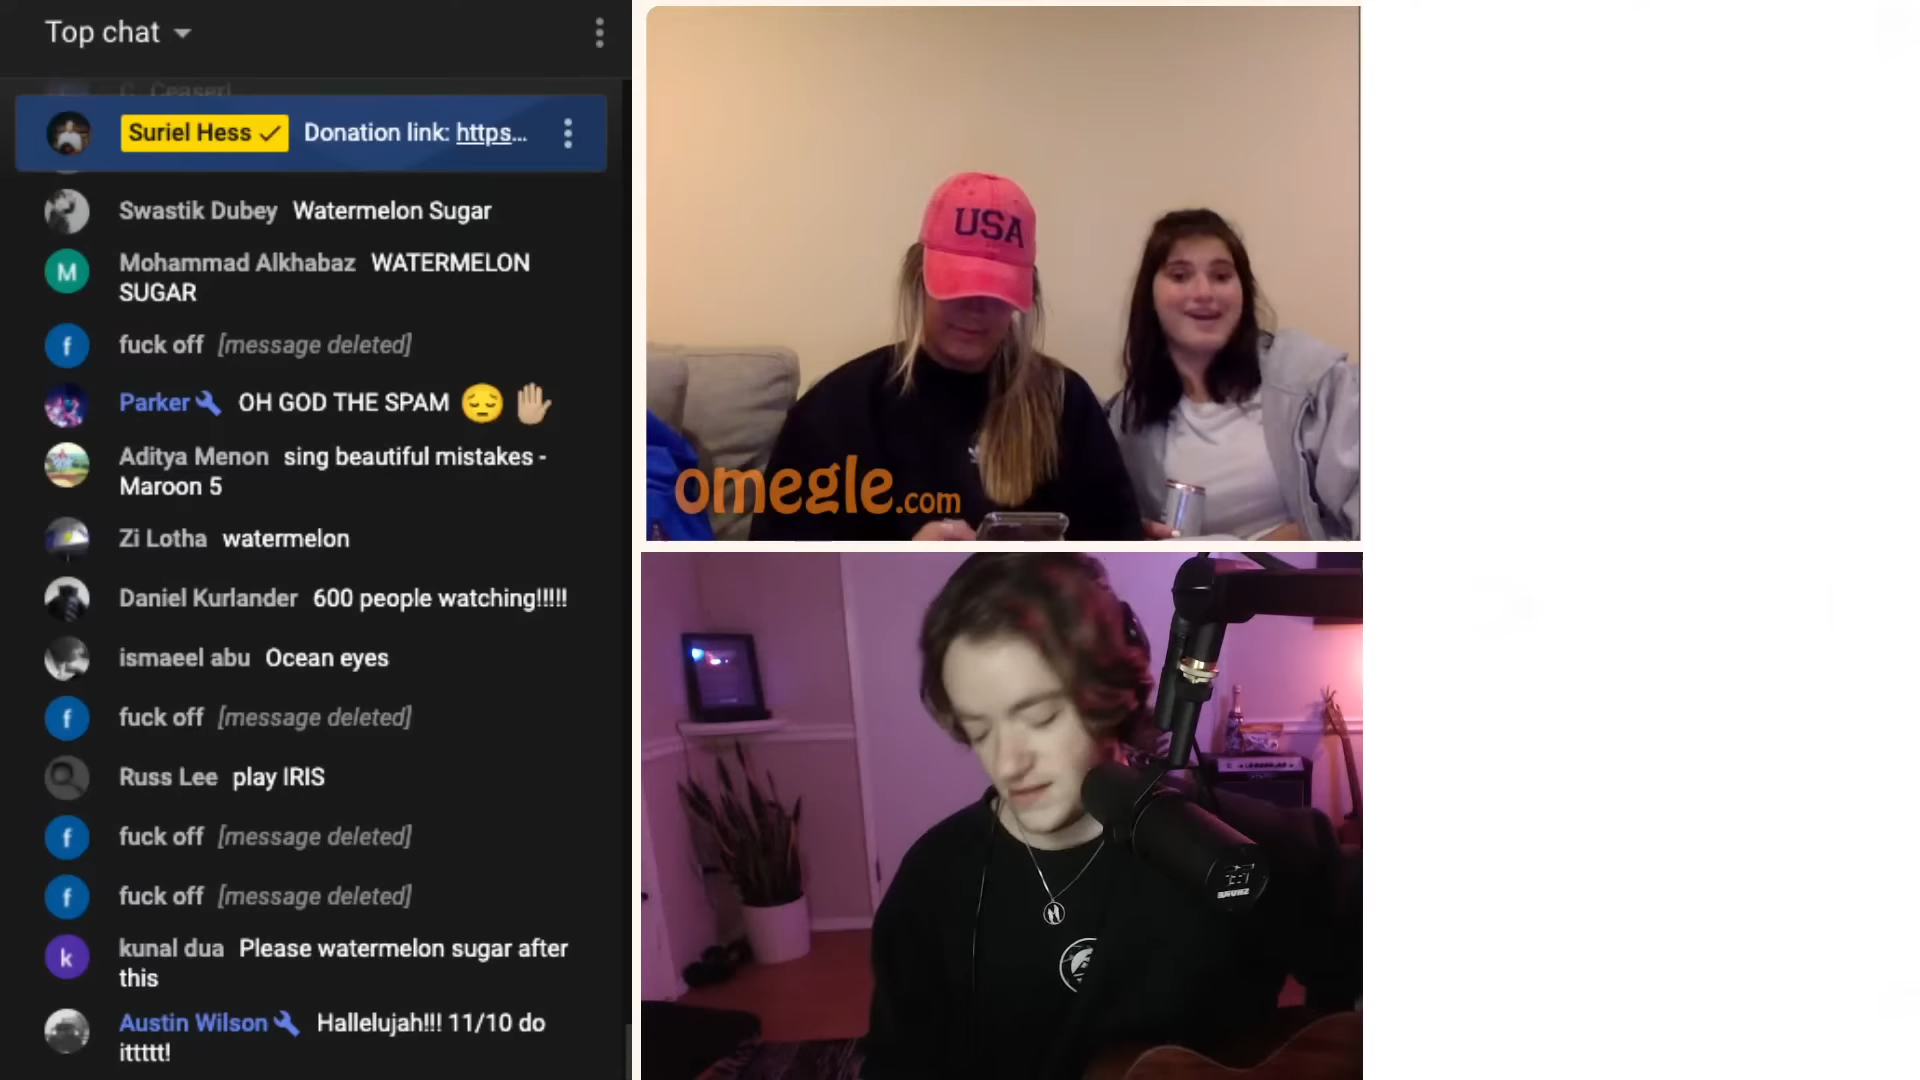 Top chat
C. Ceaserl
Suriel Hess Donation link: https...
Swastik Dubey Watermelon Sugar
Mohammad Alkhabaz WATERMELON
SUGAR
fuck off [message deleted]
Parker OH GOD THE SPAM 😔 ✋
Aditya Menon sing beautiful mistakes -
Maroon 5
Zi Lotha watermelon
Daniel Kurlander 600 people watching!!!!!
ismaeel abu Ocean eyes
fuck off [message deleted]
Russ Lee play IRIS
fuck off [message deleted]
fuck off [message deleted]
kunal dua Please watermelon sugar after
this
Austin Wilson Hallelujah!!! 11/10 do
ittttt!
USA
omegle.com